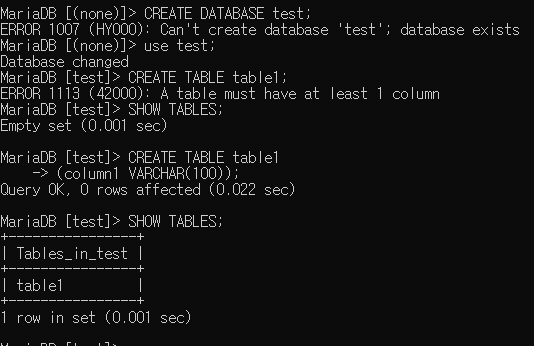 MariaDB [(none)]> CREATE DATABASE test;
ERROR 1007 (HY000): Can't create database 'test'; database exists
MariaDB [(none)]> use test;
Database changed
MariaDB [test]> CREATE TABLE table1;
ERROR 1113 (42000): A table must have at least 1 column
MariaDB [test]> SHOW TABLES;
Empty set (0.001 sec)
MariaDB [test]> CREATE TABLE table1
    -> (column1 VARCHAR(100));
Query OK, 0 rows affected (0.022 sec)
MariaDB [test]> SHOW TABLES;
+----------------+
| Tables_in_test |
+----------------+
| table1         |
+----------------+
1 row in set (0.001 sec)
MariaDB [test]>